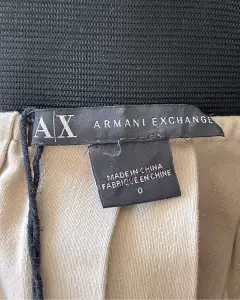 A|X ARMANI EXCHANGE
MADE IN CHINA
FABRIQUÉ EN CHINE
0